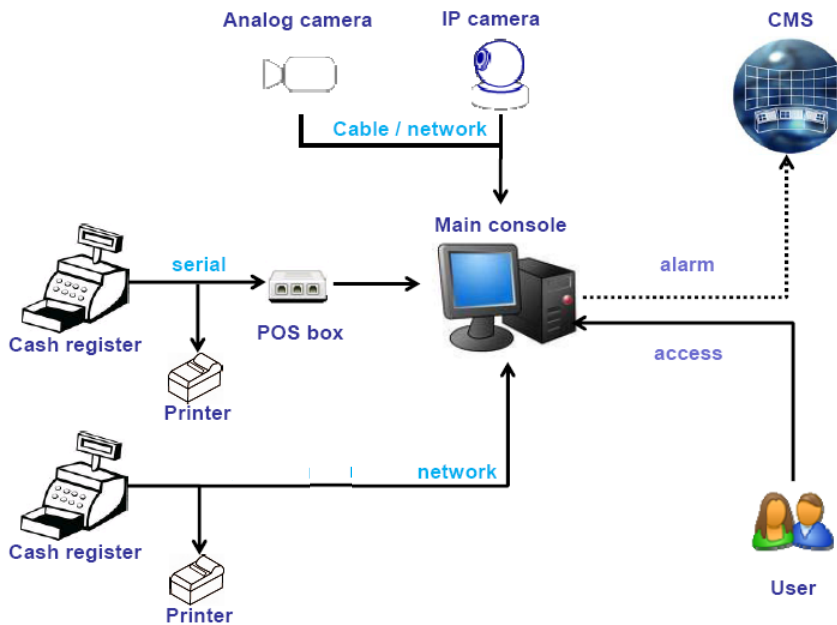 Analog camera
IP camera
CMS
Cable / network
Main console
serial
alarm
Cash register
POS box
access
Printer
network
Cash register
User
Printer